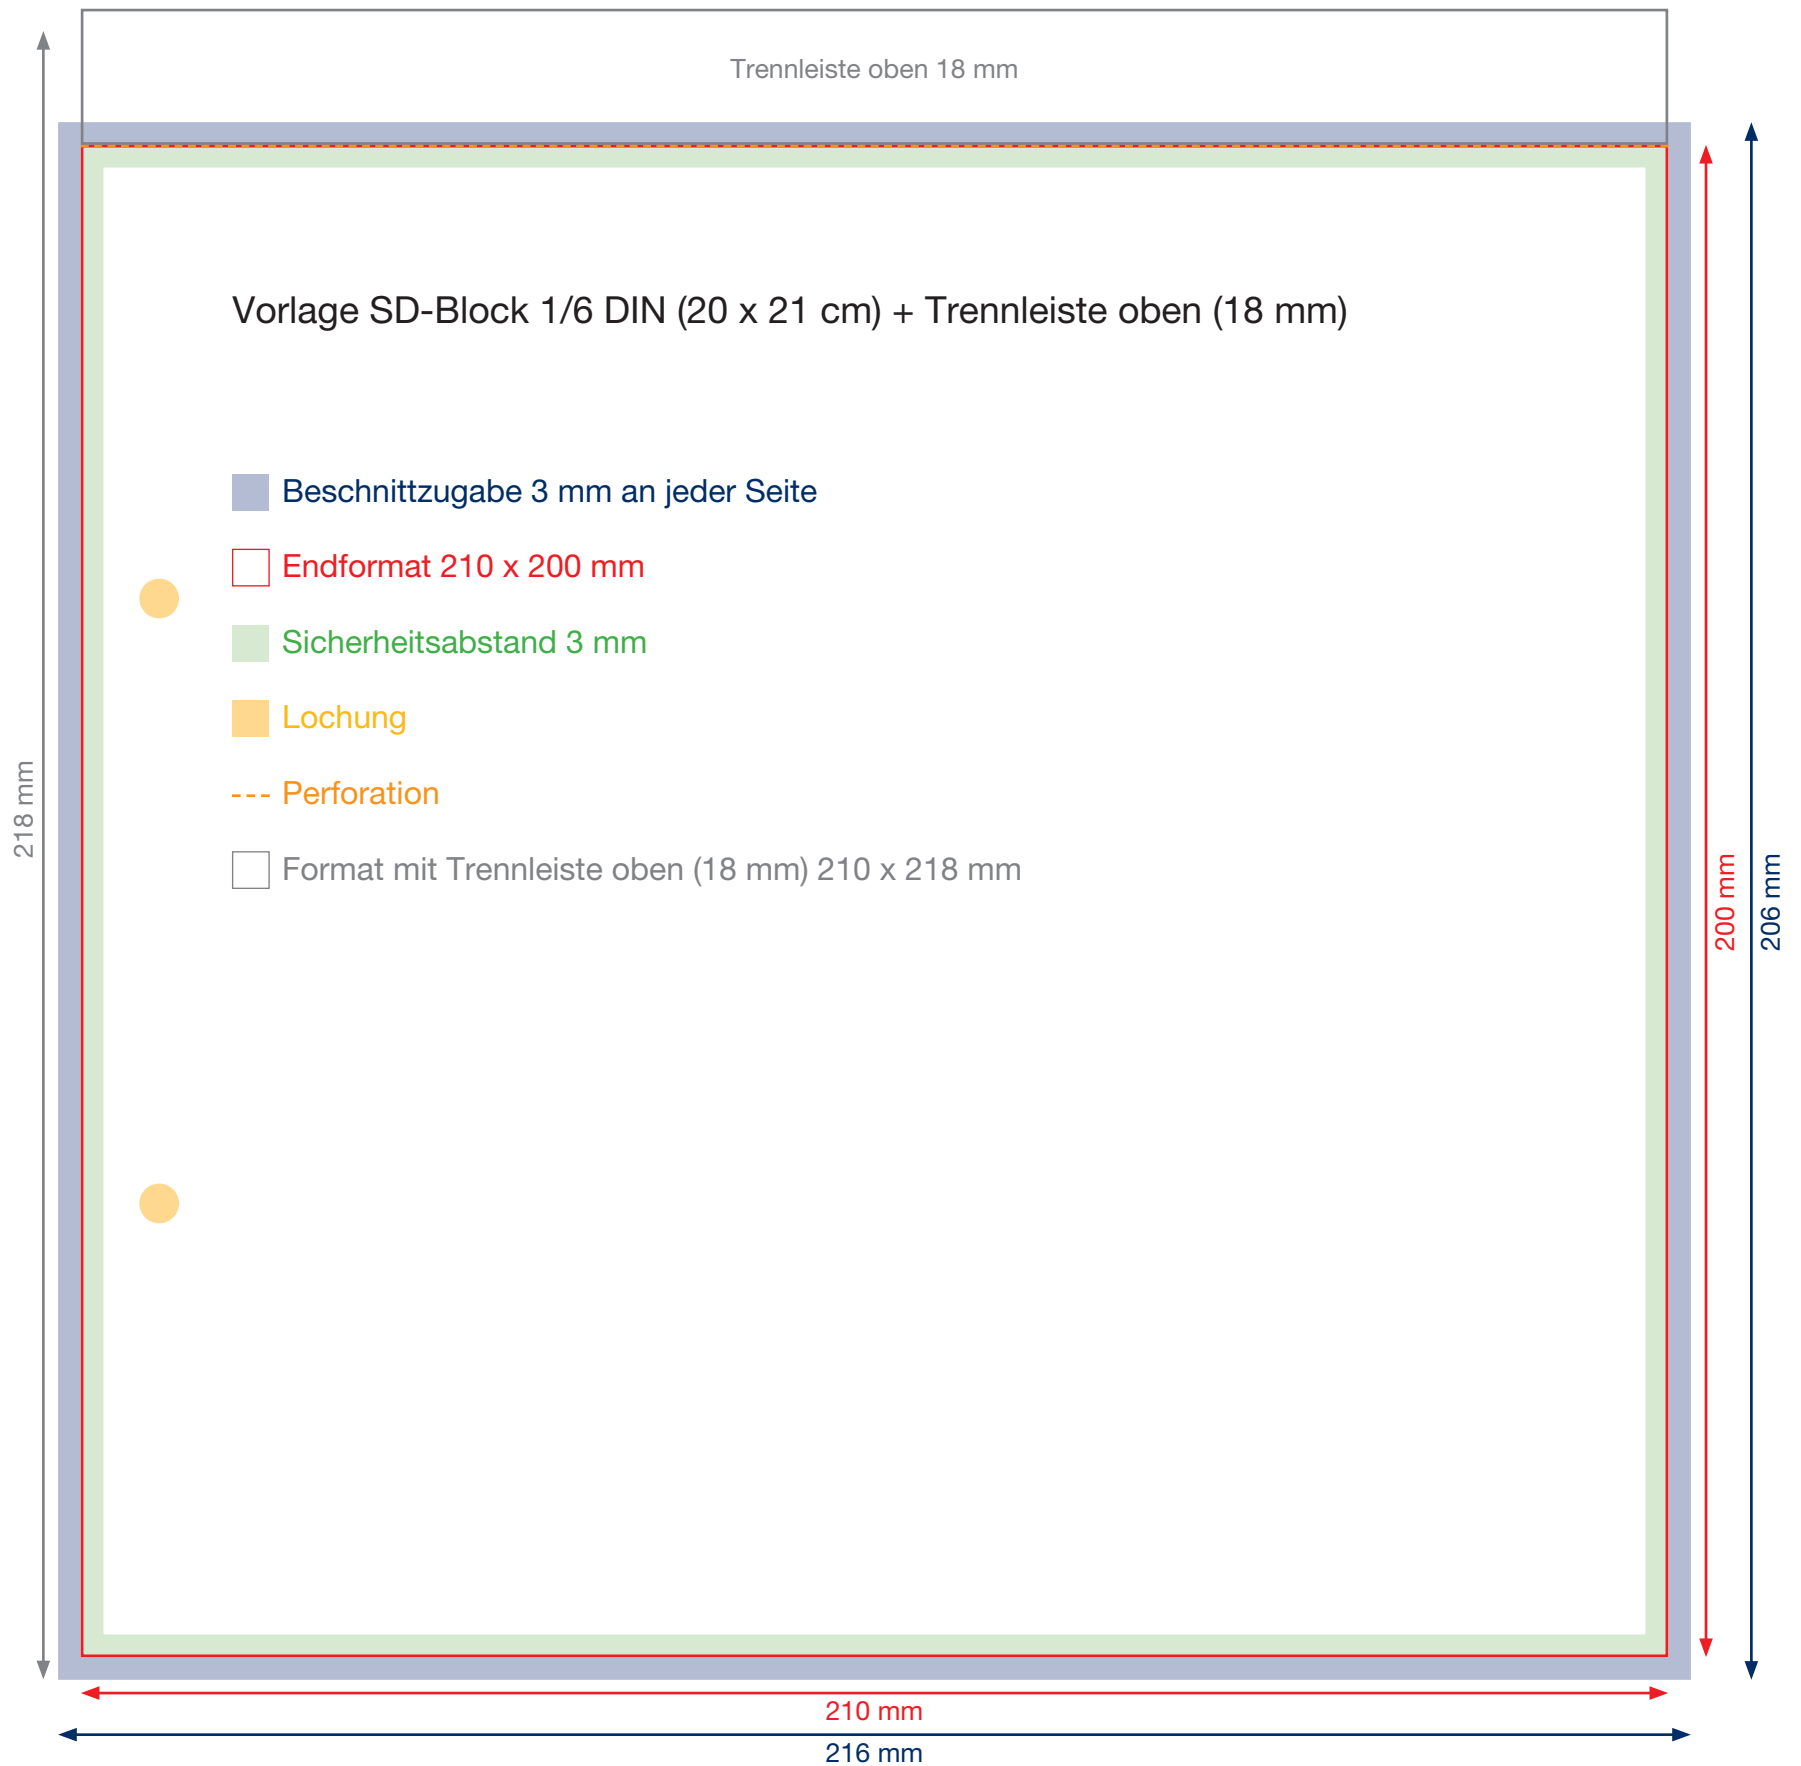 Trennleiste oben 18 mm
Vorlage SD-Block 1/6 DIN (20 x 21 cm) + Trennleiste oben (18 mm)
Beschnittzugabe 3 mm an jeder Seite
Endformat 210 x 200 mm
Sicherheitsabstand 3 mm
Lochung
Perforation
Format mit Trennleiste oben (18 mm) 210 x 218 mm
218 mm
200 mm
206 mm
210 mm
216 mm